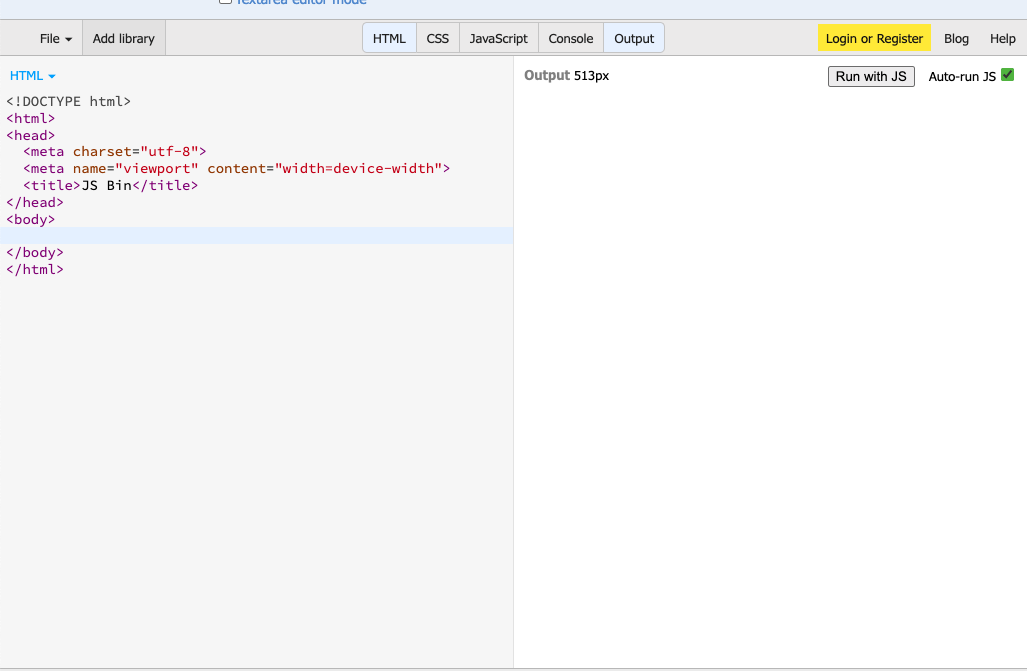 Textarea editor mode
File Add library HTML CSS JavaScript Console Output Login or Register Blog Help
HTML
Output 513px Run with JS Auto-run JS
<!DOCTYPE html>
<html>
<head>
  <meta charset="utf-8">
  <meta name="viewport" content="width=device-width">
  <title>JS Bin</title>
</head>
<body>

</body>
</html>